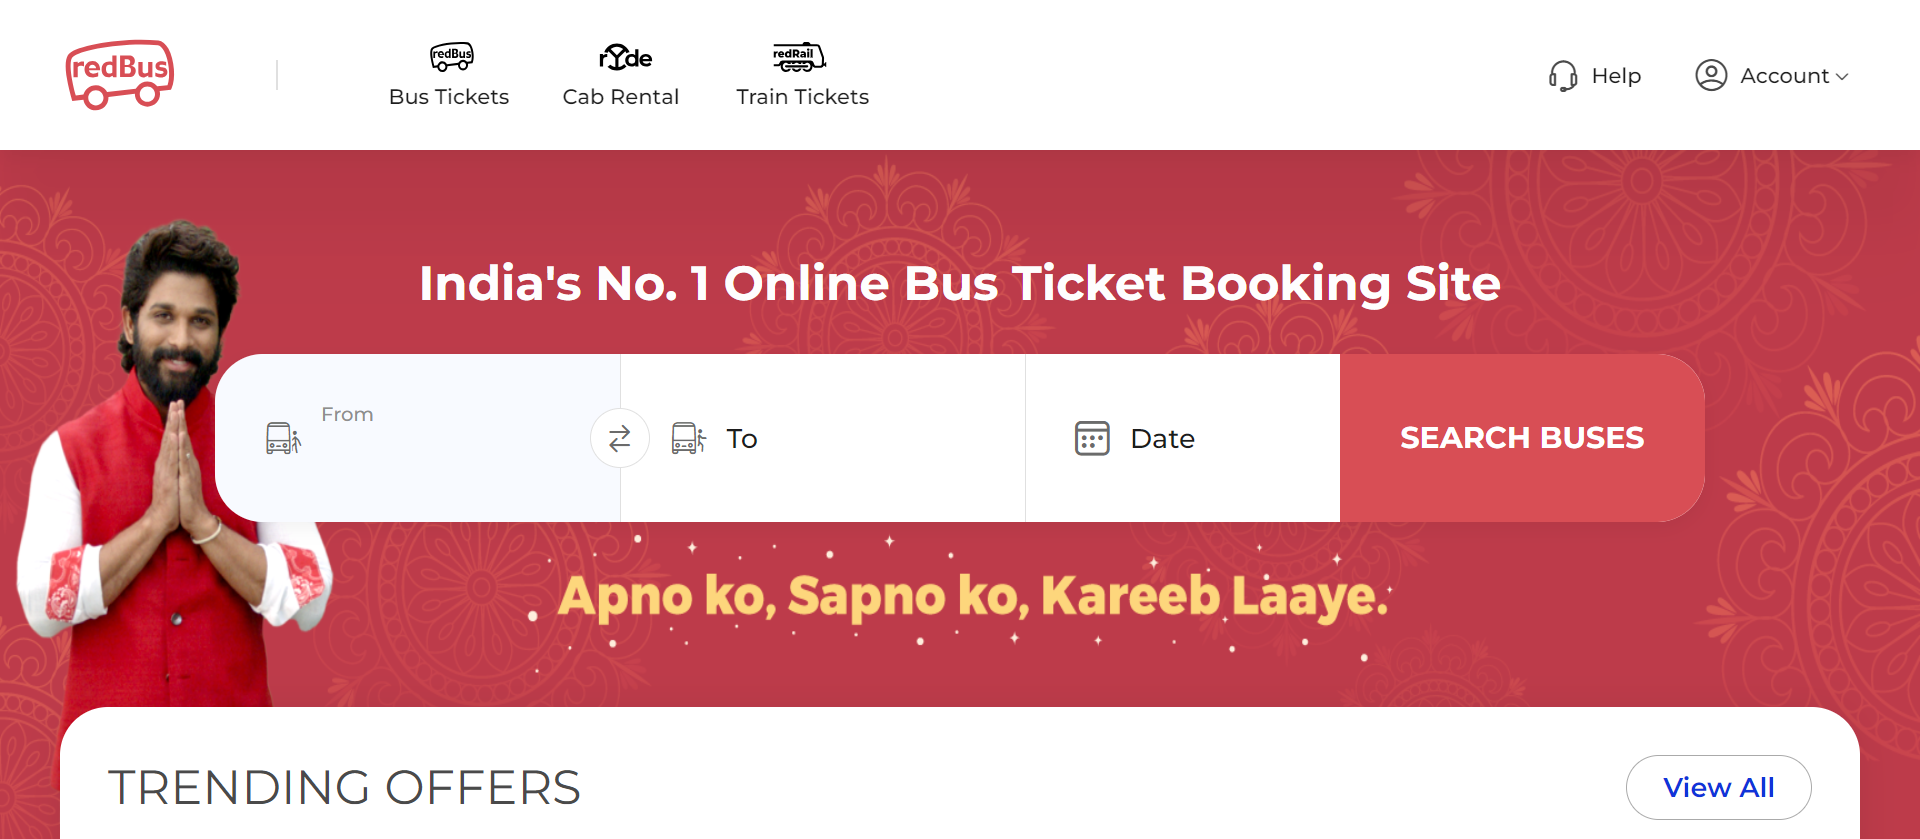 redBus
redBus
Bus Tickets
rYde
Cab Rental
redRail
Train Tickets
Help
Account
India's No. 1 Online Bus Ticket Booking Site
From
To
Date
SEARCH BUSES
Apno ko, Sapno ko, Kareeb Laaye.
TRENDING OFFERS
View All